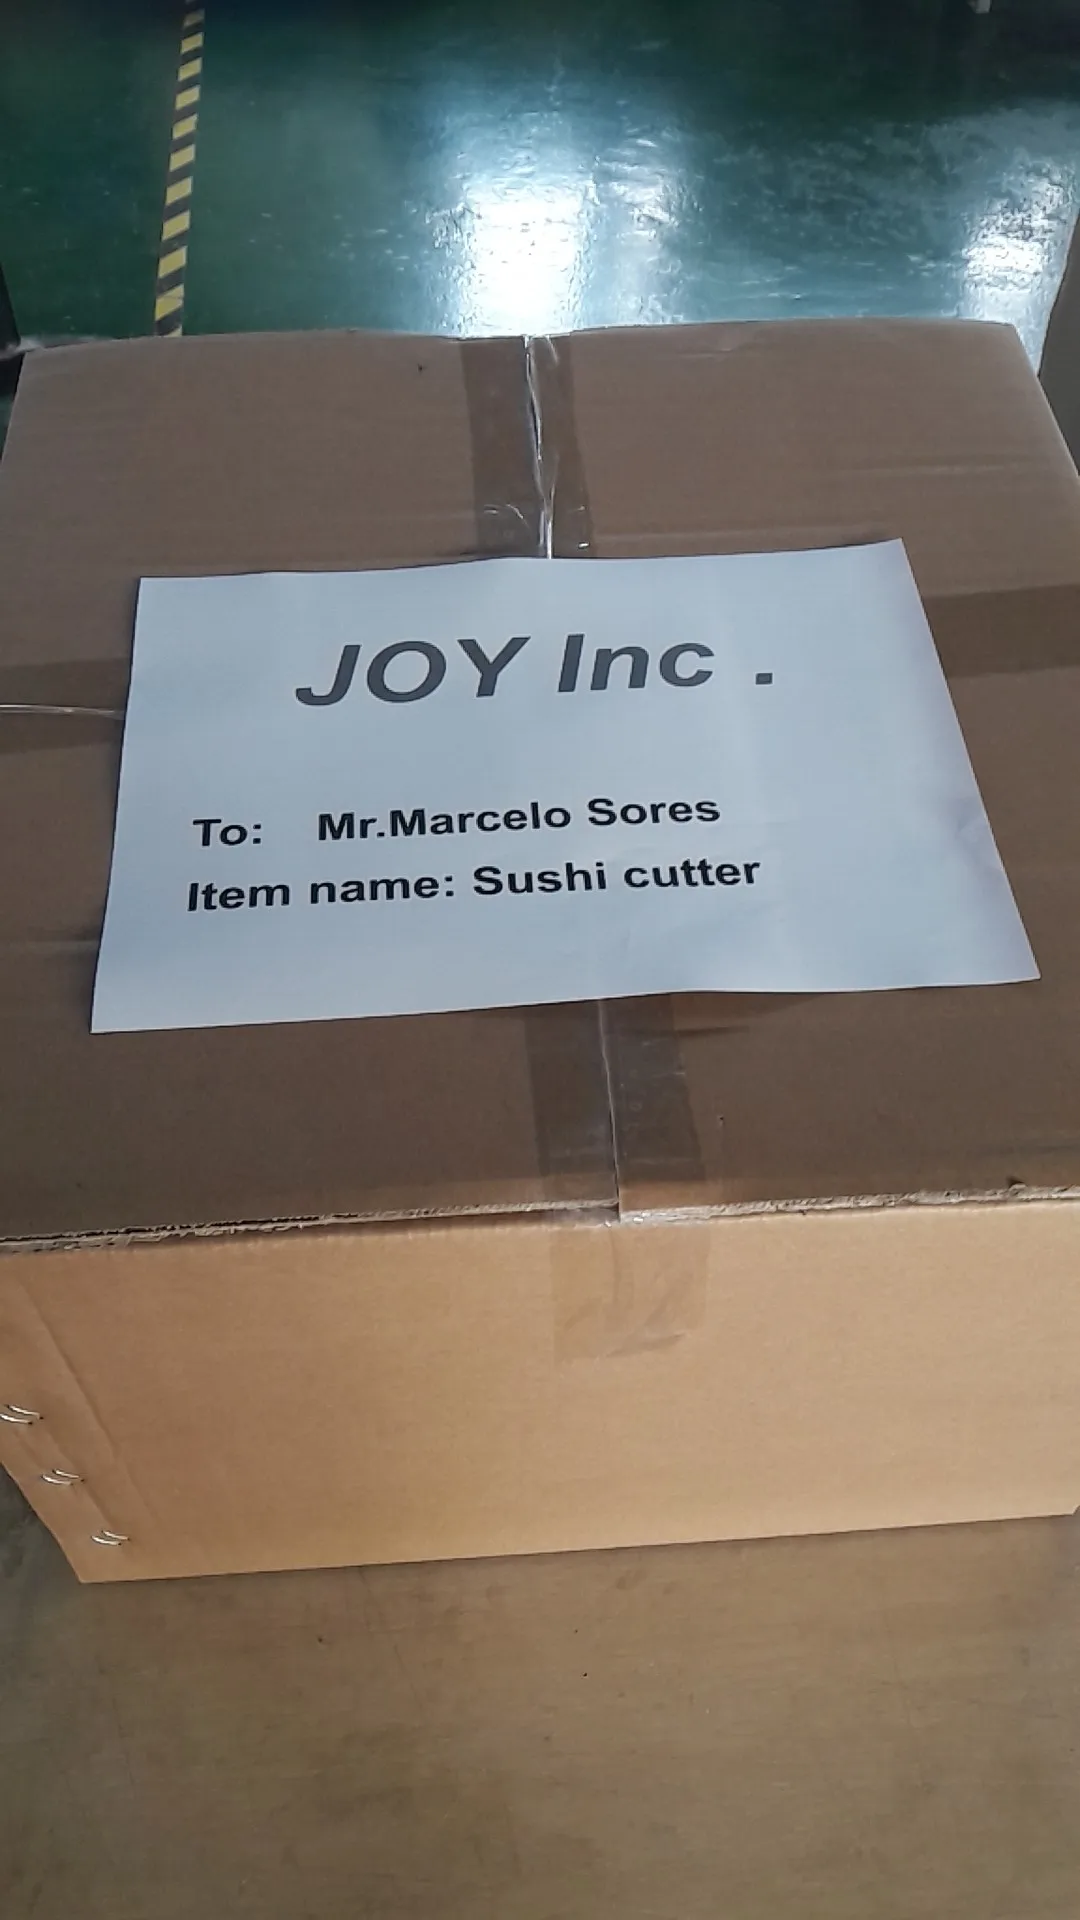 JOY Inc .
To: Mr.Marcelo Sores
Item name: Sushi cutter